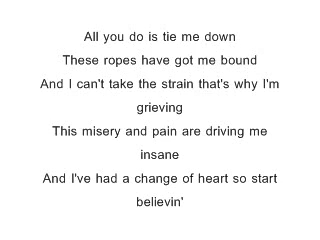 All you do is tie me down
These ropes have got me bound
And I can't take the strain that's why I'm
grieving
This misery and pain are driving me
insane
And I've had a change of heart so start
believin'